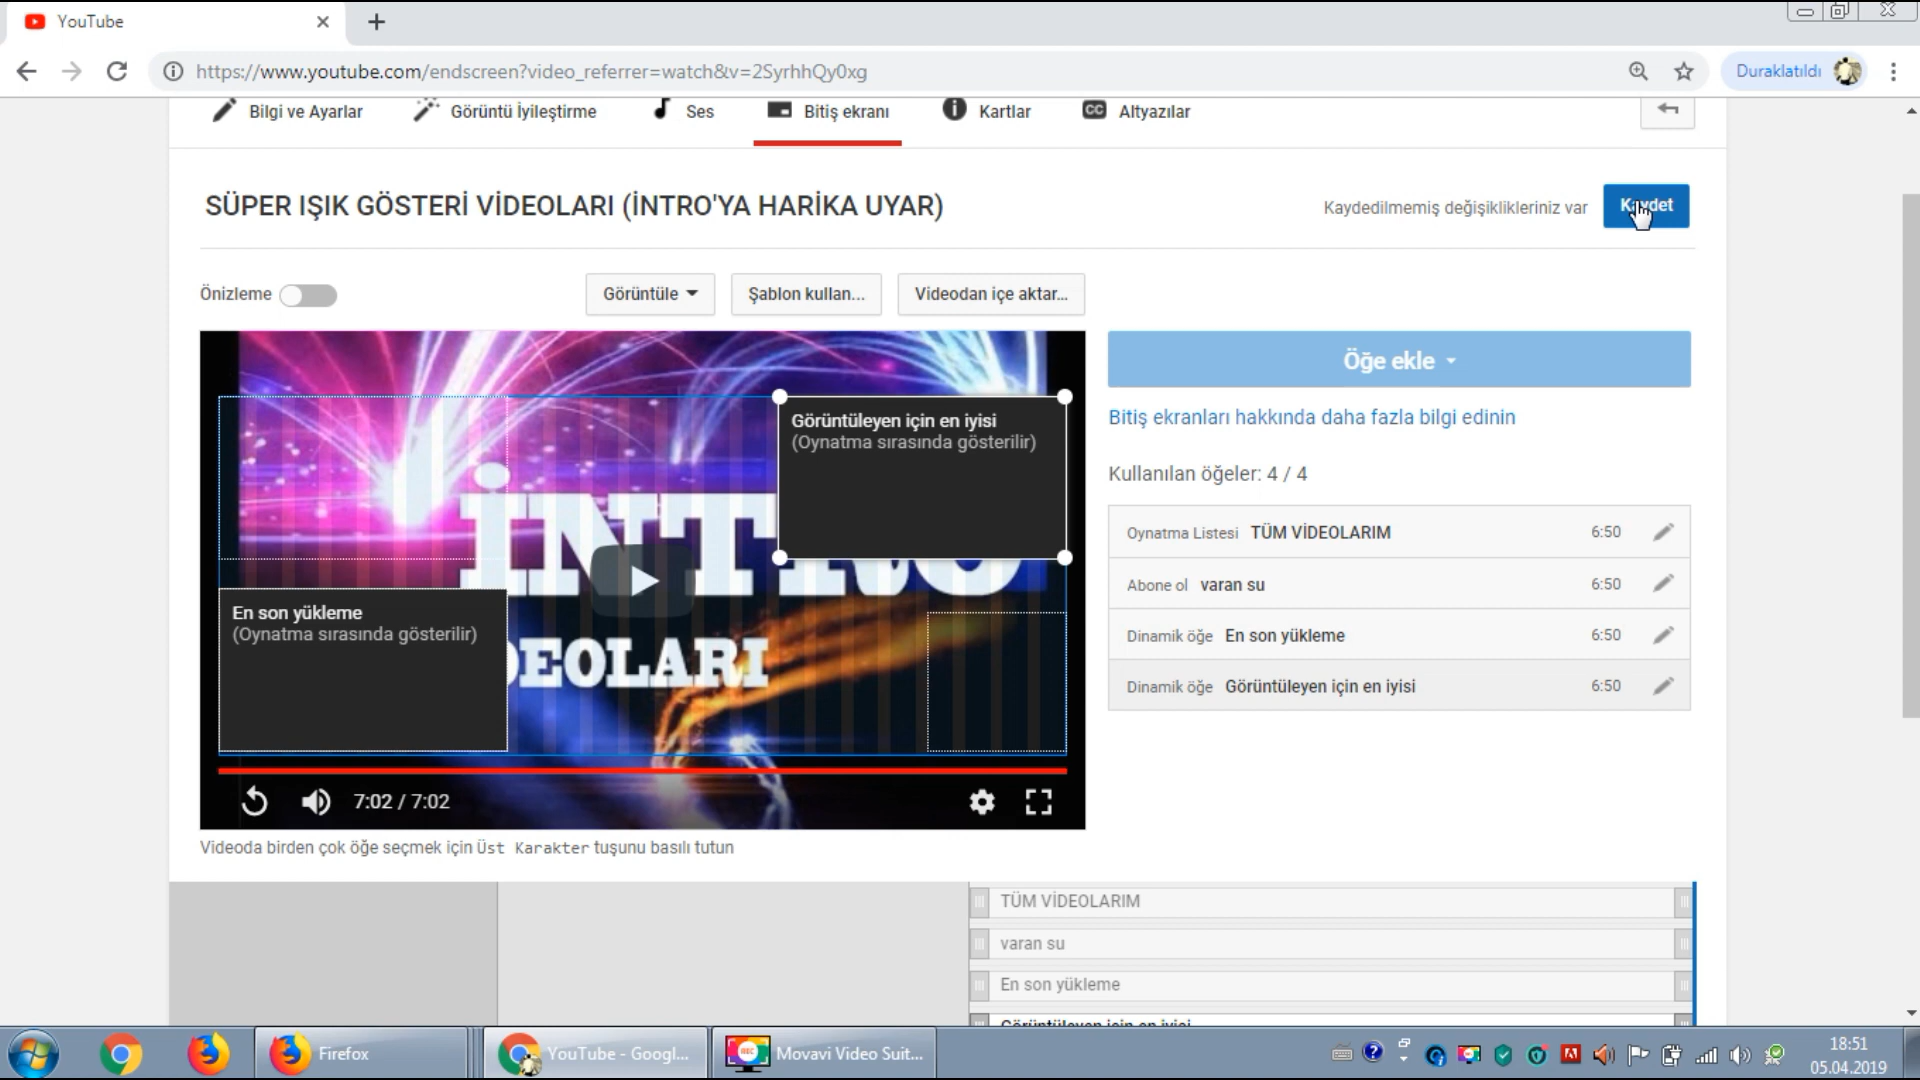 YouTube
https://www.youtube.com/endscreen?video_referrer=watch&v=2SyrhhQy0xg
Duraklatıldı
Bilgi ve Ayarlar
Görüntü İyileştirme
Ses
Bitiş ekranı
Kartlar
CC Altyazılar
SÜPER IŞIK GÖSTERİ VİDEOLARI (İNTRO'YA HARİKA UYAR)
Kaydedilmemiş değişiklikleriniz var
Kaydet
Önizleme
Görüntüle
Şablon kullan...
Videodan içe aktar...
Görüntüleyen için en iyisi
(Oynatma sırasında gösterilir)
İNTRO
En son yükleme
(Oynatma sırasında gösterilir)
DEOLARI
7:02 / 7:02
Videoda birden çok öğe seçmek için Üst Karakter tuşunu basılı tutun
Öğe ekle
Bitiş ekranları hakkında daha fazla bilgi edinin
Kullanılan öğeler: 4 / 4
Oynatma Listesi TÜM VİDEOLARIM 6:50
Abone ol varan su 6:50
Dinamik öğe En son yükleme 6:50
Dinamik öğe Görüntüleyen için en iyisi 6:50
TÜM VİDEOLARIM
varan su
En son yükleme
Görüntüleyen için en iyisi
Firefox
YouTube - Googl...
REC
Movavi Video Suit...
18:51
05.04.2019